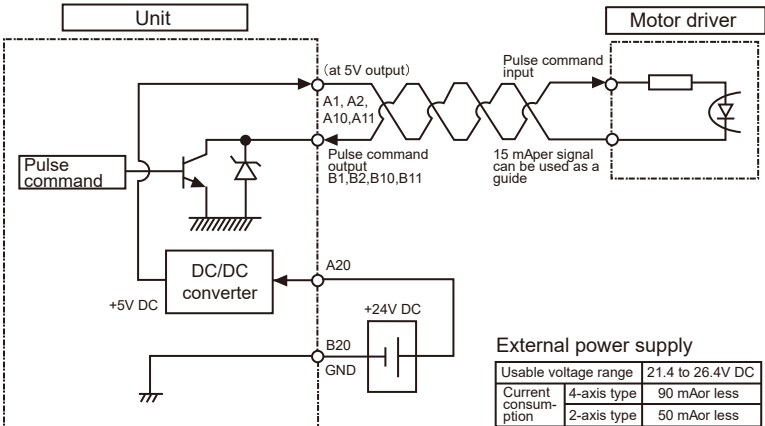 Unit
Motor driver
(at 5V output)
Pulse command
input
A1, A2,
A10,A11
Pulse
command
Pulse command
output
B1,B2,B10,B11
15 mAper signal
can be used as a
guide
DC/DC
converter
A20
+5V DC
+24V DC
B20
GND
External power supply
Usable voltage range 21.4 to 26.4V DC
Current
consum-
ption
4-axis type 90 mAor less
2-axis type 50 mAor less